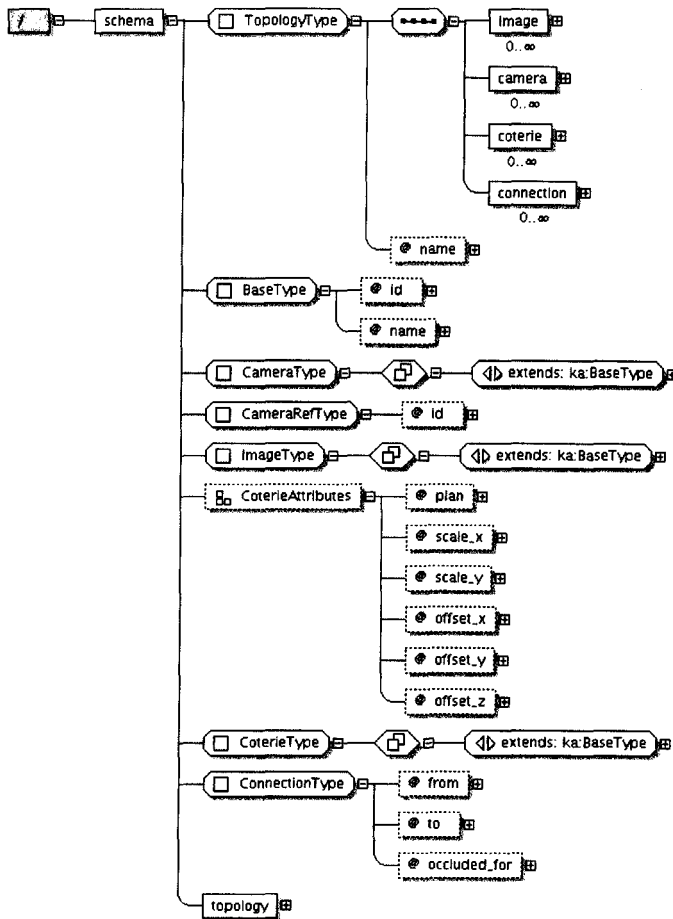 schema
TopologyType
image
0..∞
camera
0..∞
coterie
0..∞
connection
0..∞
@ name
BaseType
@ id
@ name
CameraType
extends: ka:BaseType
CameraRefType
@ id
ImageType
extends: ka:BaseType
CoterieAttributes
@ plan
@ scale_x
@ scale_y
@ offset_x
@ offset_y
@ offset_z
CoterieType
extends: ka:BaseType
ConnectionType
@ from
@ to
@ occluded_for
topology